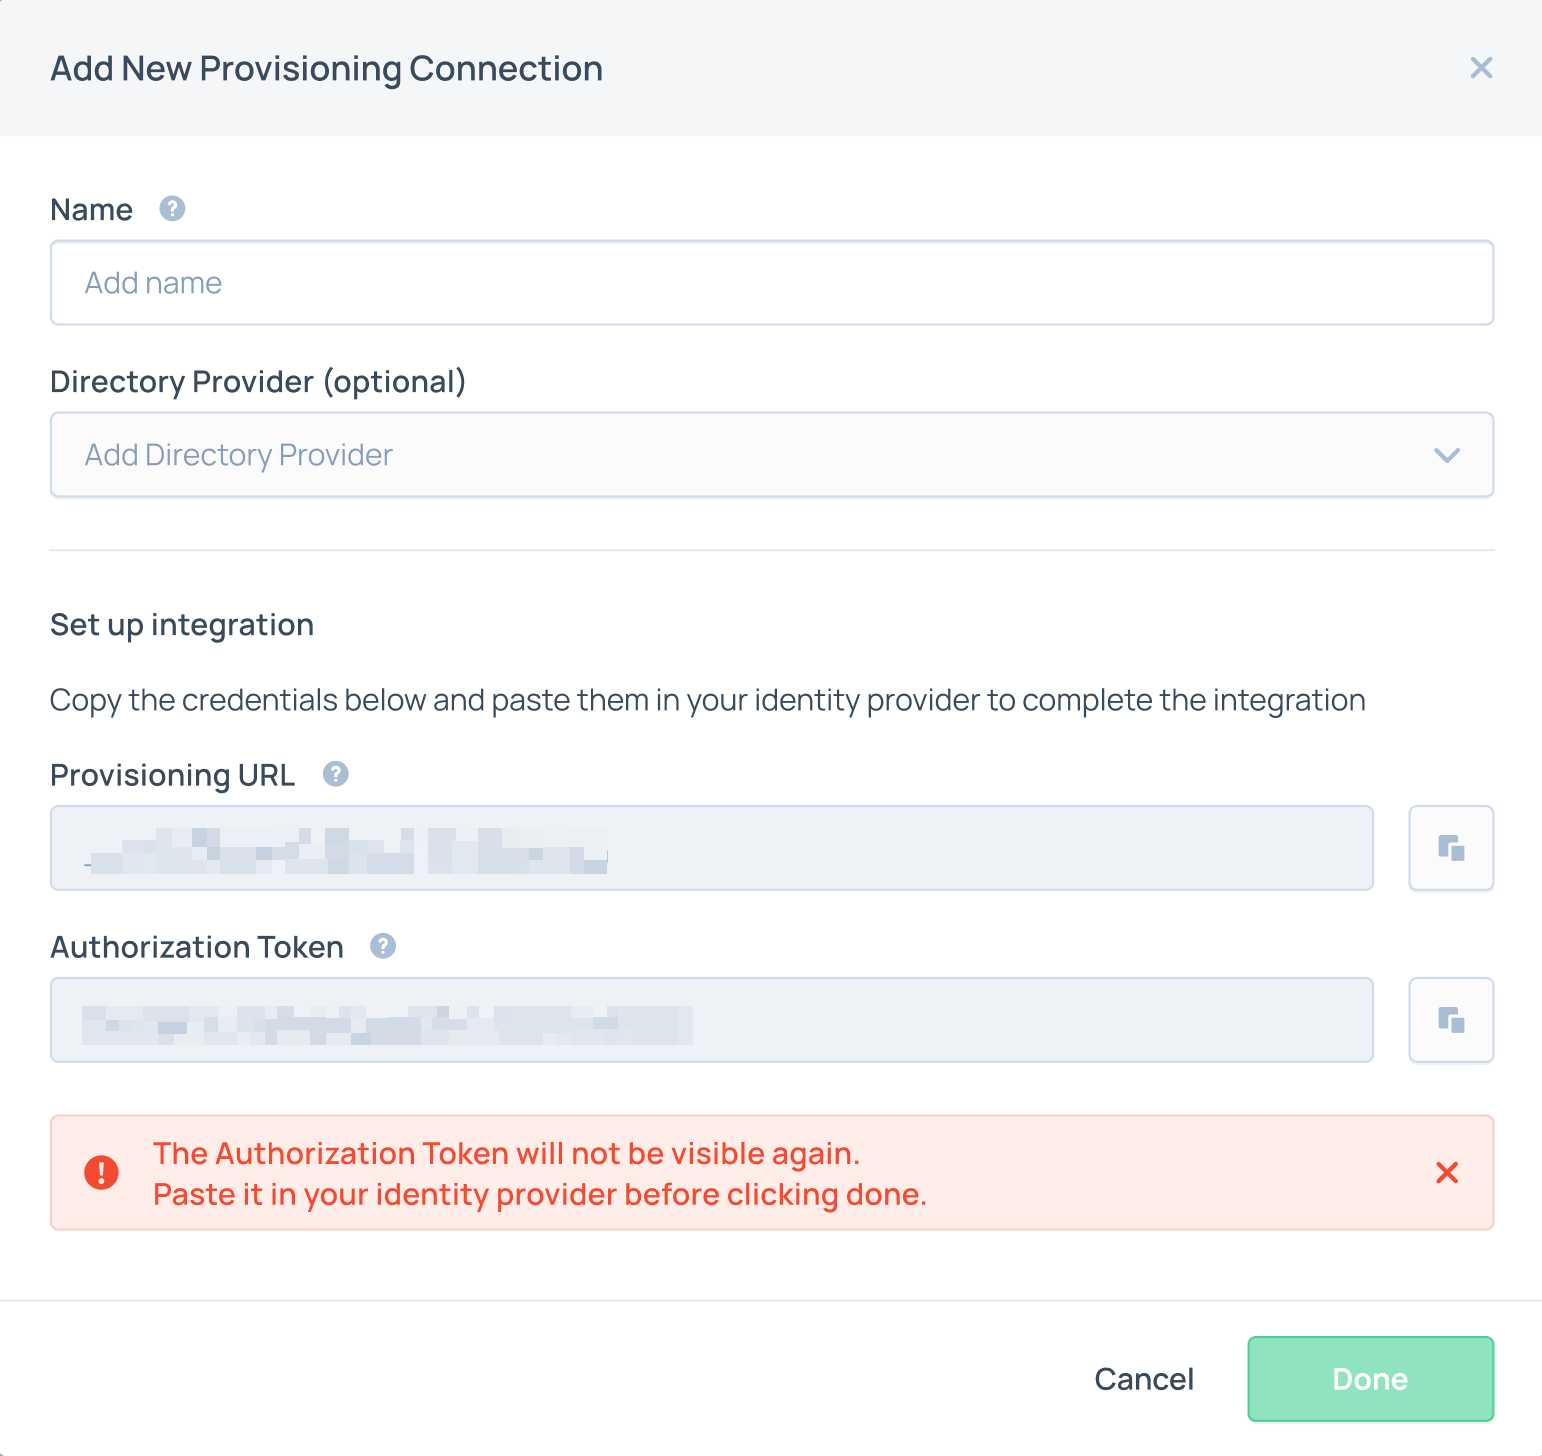 Add New Provisioning Connection
Name
Add name
Directory Provider (optional)
Add Directory Provider
Set up integration
Copy the credentials below and paste them in your identity provider to complete the integration
Provisioning URL
Authorization Token
The Authorization Token will not be visible again.
Paste it in your identity provider before clicking done.
Cancel
Done